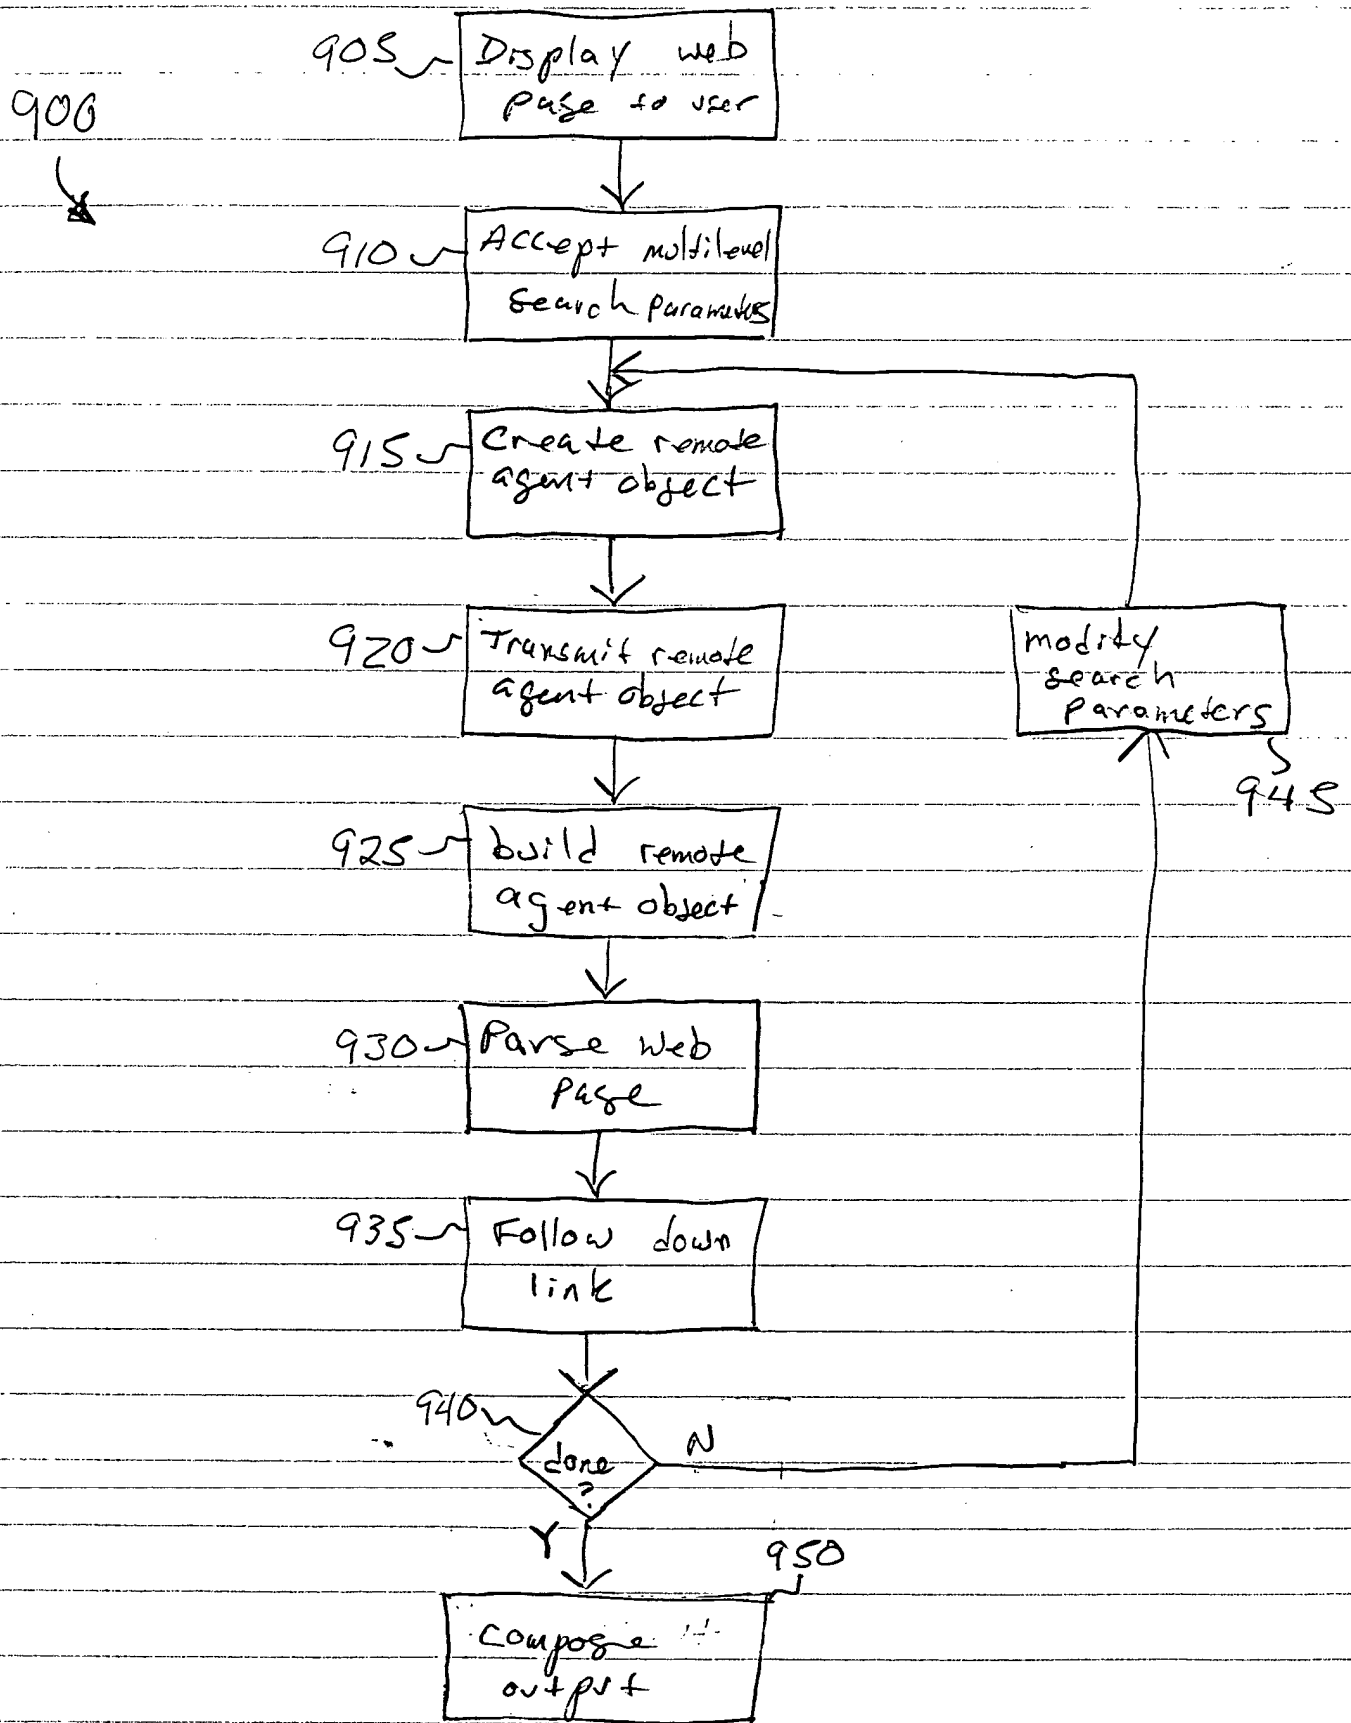 905
Display web
page to user
900
910
Accept multilevel
search parameters
915
Create remote
agent object
920
Transmit remote
agent object
modify
search
parameters
945
925
build remote
agent object
930
Parse web
page
935
Follow down
link
940
done
?
N
Y
950
compose
output